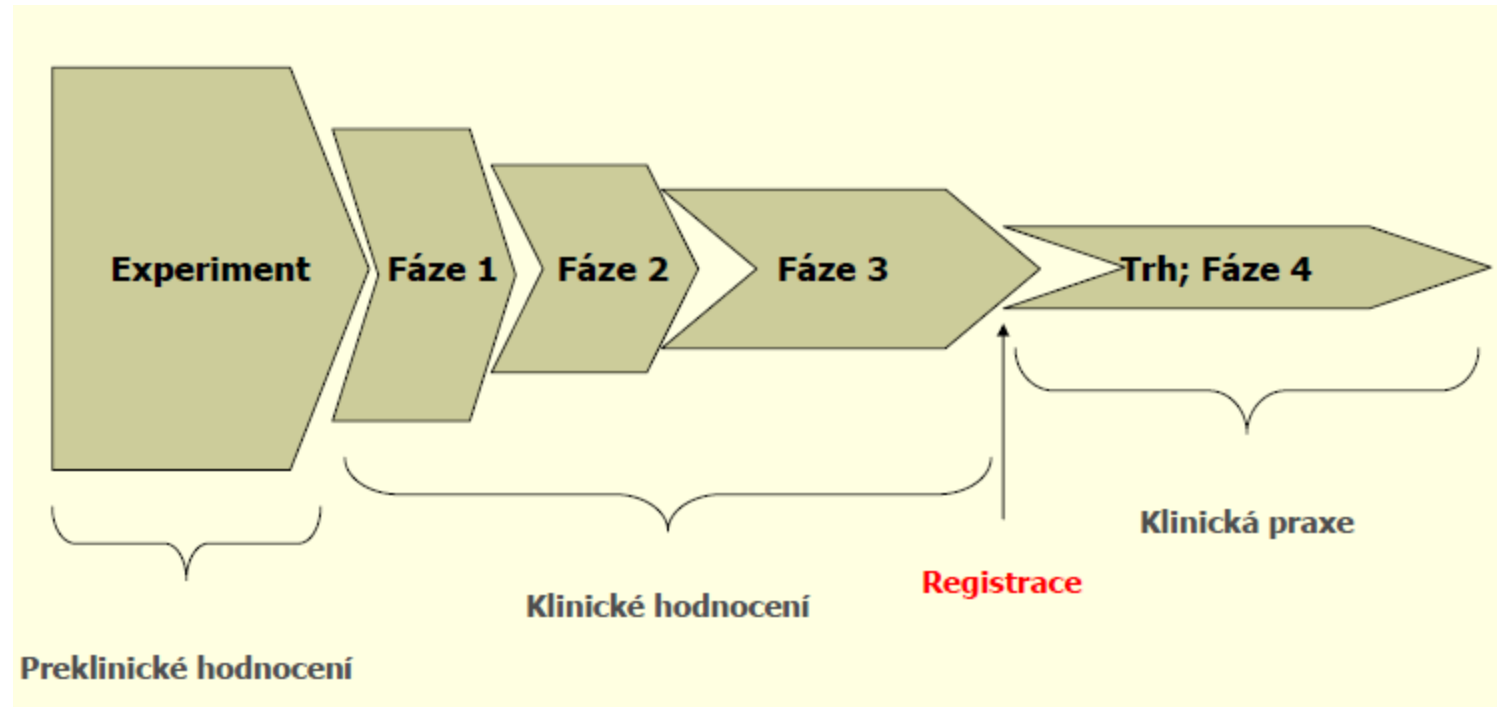 Experiment
Fáze 1
Fáze 2
Fáze 3
Trh; Fáze 4
Klinická praxe
Registrace
Klinické hodnocení
Preklinické hodnocení